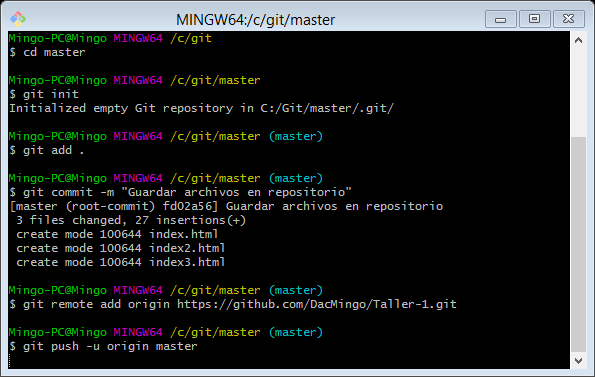 MINGW64:/c/git/master
Mingo-PC@Mingo MINGW64 /c/git
$ cd master
Mingo-PC@Mingo MINGW64 /c/git/master
$ git init
Initialized empty Git repository in C:/Git/master/.git/
Mingo-PC@Mingo MINGW64 /c/git/master (master)
$ git add .
Mingo-PC@Mingo MINGW64 /c/git/master (master)
$ git commit -m "Guardar archivos en repositorio"
[master (root-commit) fd02a56] Guardar archivos en repositorio
3 files changed, 27 insertions(+)
create mode 100644 index.html
create mode 100644 index2.html
create mode 100644 index3.html
Mingo-PC@Mingo MINGW64 /c/git/master (master)
$ git remote add origin https://github.com/DacMingo/Taller-1.git
Mingo-PC@Mingo MINGW64 /c/git/master (master)
$ git push -u origin master